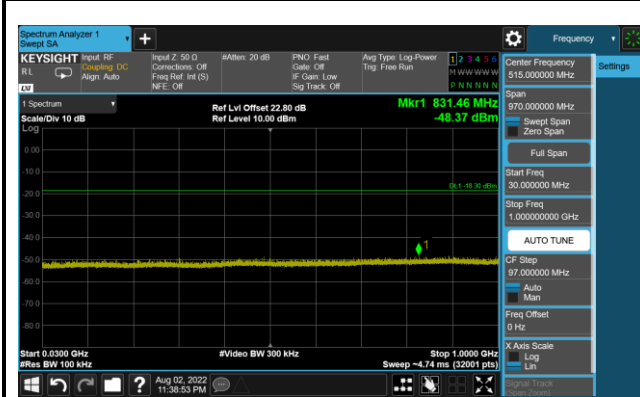 Spectrum Analyzer 1
Swept SA
+
Frequency
KEYSIGHT
RL
LXI
Input: RF
Coupling: DC
Align: Auto
Input Z: 50 Ω
Corrections: Off
Freq Ref: Int (S)
NFE: Off
#Atten: 20 dB
PNO: Fast
Gate: Off
IF Gain: Low
Sig Track: Off
Avg Type: Log-Power
Trig: Free Run
1 2 3 4 5 6
M W W W W W
P N N N N N
1 Spectrum
Scale/Div 10 dB
Log
Ref Lvl Offset 22.80 dB
Ref Level 10.00 dBm
Mkr1 831.46 MHz
-48.37 dBm
0.00
-10.0
-20.0
-30.0
-40.0
-50.0
-60.0
-70.0
-80.0
DL1 -18.30 dBm
1
Start 0.0300 GHz
#Res BW 100 kHz
#Video BW 300 kHz
Stop 1.0000 GHz
Sweep ~4.74 ms (32001 pts)
Aug 02, 2022
11:38:53 PM
?
Center Frequency
515.000000 MHz
Settings
Span
970.000000 MHz
Swept Span
Zero Span
Full Span
Start Freq
30.000000 MHz
Stop Freq
1.000000000 GHz
AUTO TUNE
CF Step
97.000000 MHz
Auto
Man
Freq Offset
0 Hz
X Axis Scale
Log
Lin
Signal Track
(Span Zoom)